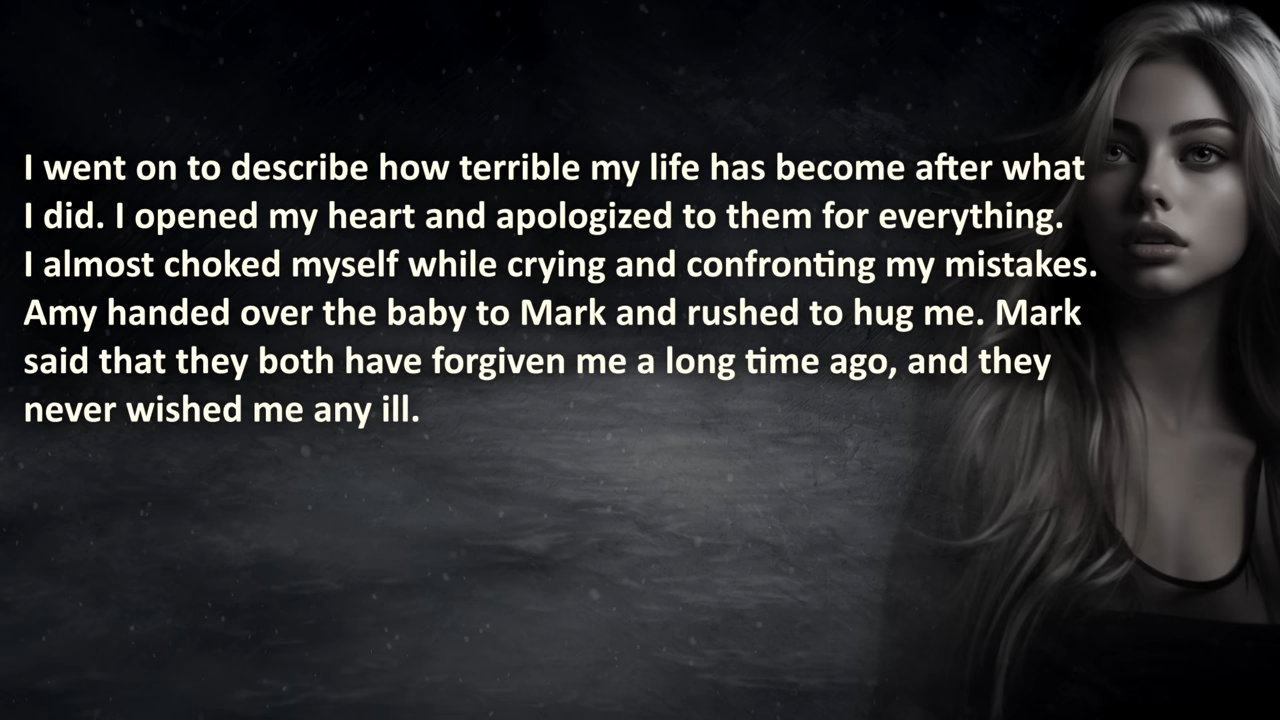 I went on to describe how terrible my life has become after what
I did. I opened my heart and apologized to them for everything.
I almost choked myself while crying and confronting my mistakes.
Amy handed over the baby to Mark and rushed to hug me. Mark
said that they both have forgiven me a long time ago, and they
never wished me any ill.